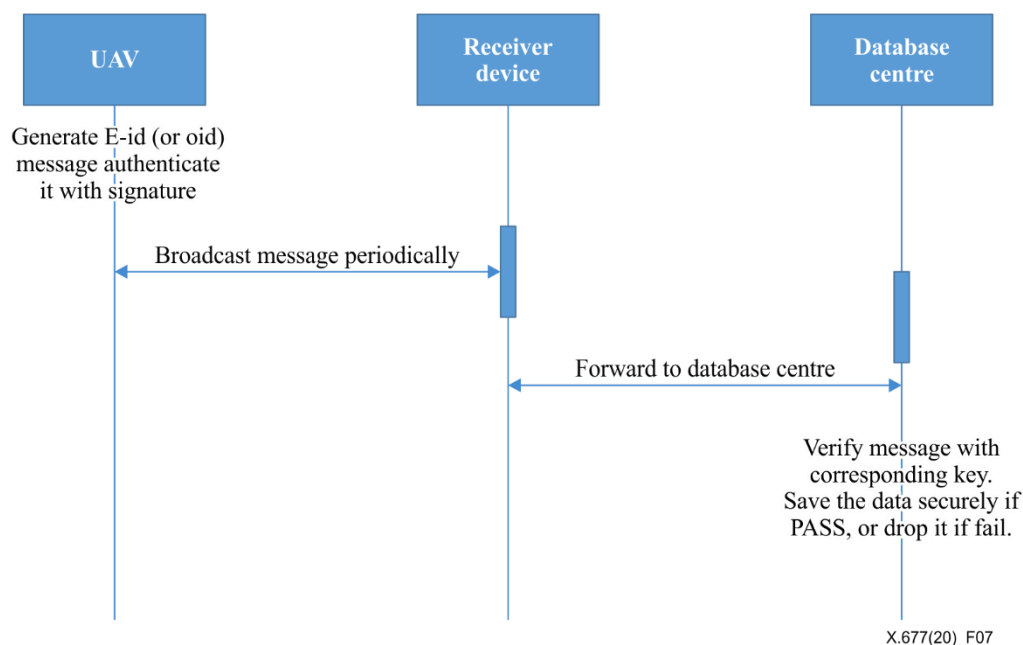 UAV
Receiver
device
Database
centre
Generate E-id (or oid)
message authenticate
it with signature
Broadcast message periodically
Forward to database centre
Verify message with
corresponding key.
Save the data securely if
PASS, or drop it if fail.
X.677(20)_F07